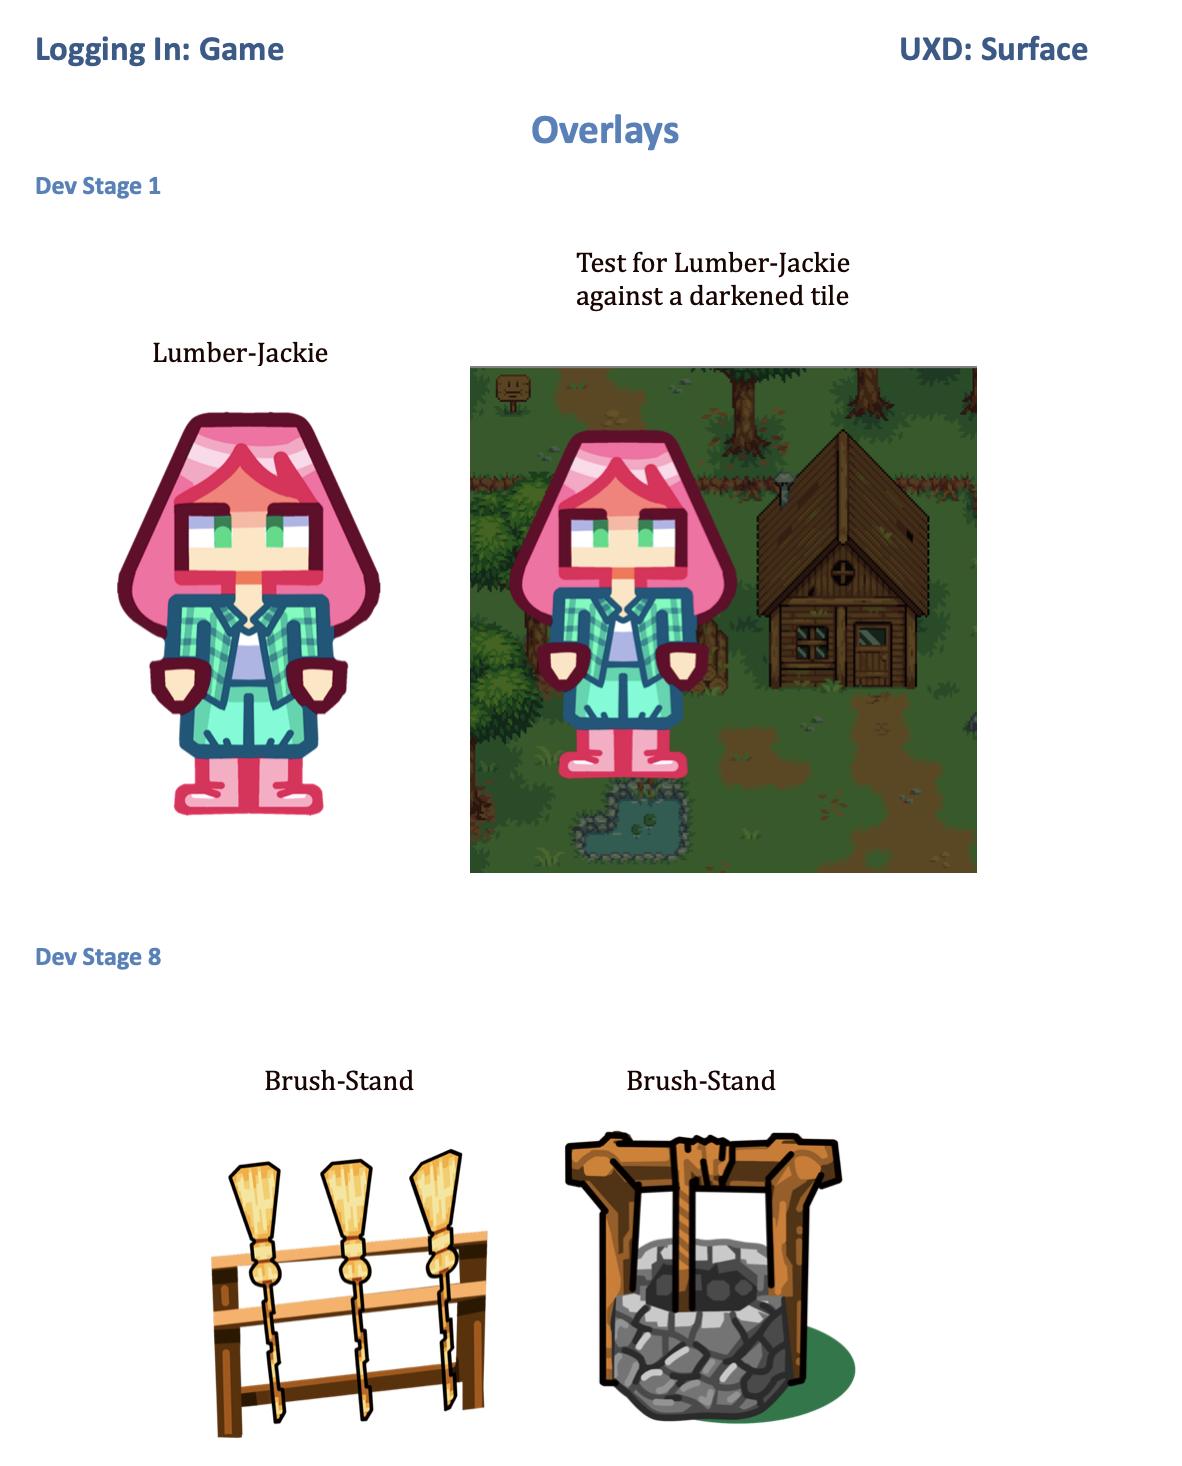 Logging In: Game
UXD: Surface
Overlays
Dev Stage 1
Test for Lumber-Jackie
against a darkened tile
Lumber-Jackie
Dev Stage 8
Brush-Stand
Brush-Stand